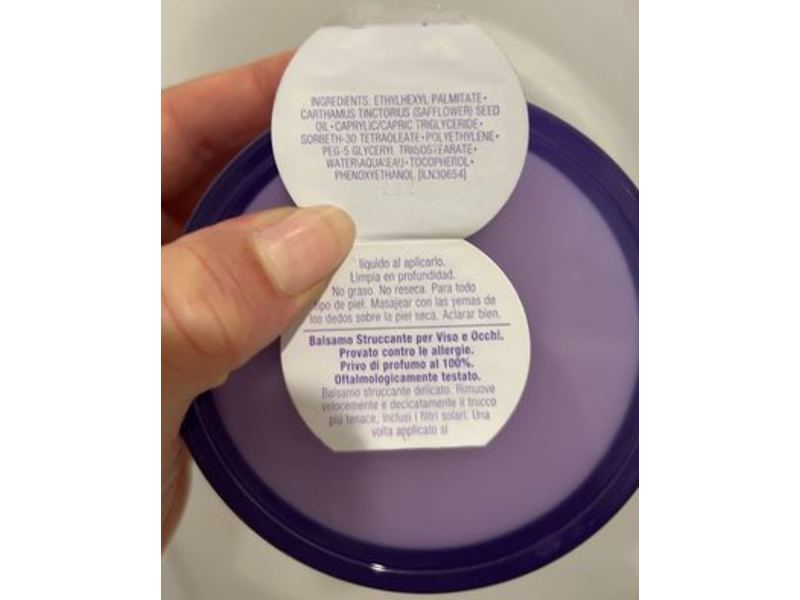 INGREDIENTS: ETHYLHEXYL PALMITATE•
CARTHAMUS TINCTORIUS (SAFFLOWER) SEED
OIL•CAPRYLIC/CAPRIC TRIGLYCERIDE•
SORBETH-30 TETRAOLEATE•POLYETHYLENE•
PEG-5 GLYCERYL TRIISOSTEARATE•
WATER\AQUA\EAU•TOCOPHEROL•
PHENOXYETHANOL [ILN30654]
líquido al aplicarlo.
Limpia en profundidad.
No graso. No reseca. Para todo
tipo de piel. Masajear con las yemas de
los dedos sobre la piel seca. Aclarar bien.
Balsamo Struccante per Viso e Occhi.
Provato contro le allergie.
Privo di profumo al 100%.
Oftalmologicamente testato.
Balsamo struccante delicato. Rimuove
velocemente e decicatamente il trucco
più tenace, inclusi i filtri solari. Una
volta applicato si